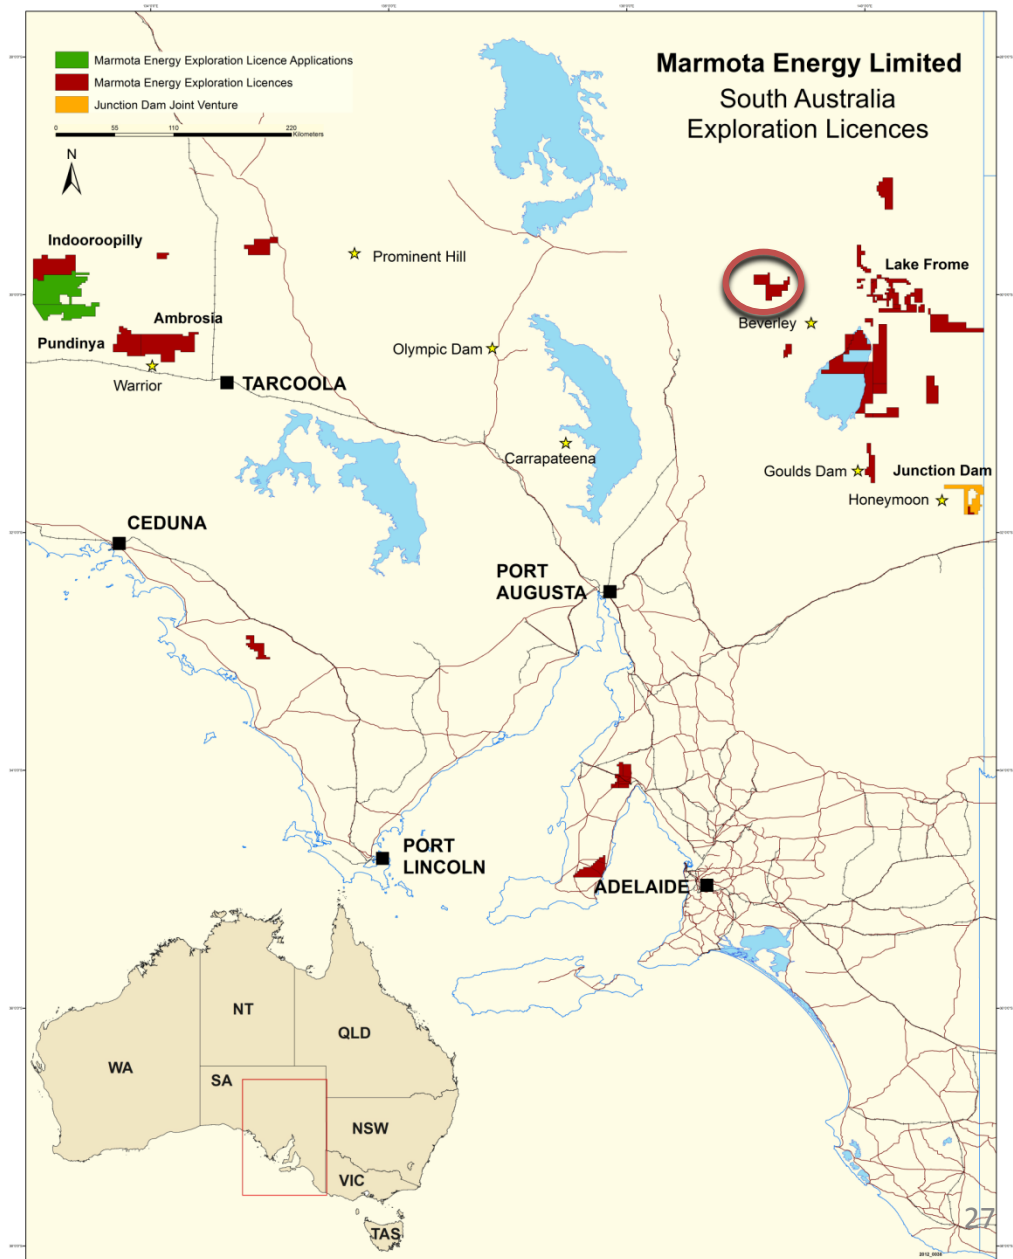 Marmota Energy Exploration Licence Applications
Marmota Energy Exploration Licences
Junction Dam Joint Venture
0 55 110 220
Kilometers
N
Marmota Energy Limited
South Australia
Exploration Licences
Indooroopilly
Prominent Hill
Lake Frome
Ambrosia
Beverley
Pundinya
Olympic Dam
Warrior
TARCOOLA
Carrapateena
Goulds Dam
Junction Dam
Honeymoon
CEDUNA
PORT
AUGUSTA
PORT
LINCOLN
ADELAIDE
NT
QLD
WA
SA
NSW
VIC
TAS
27